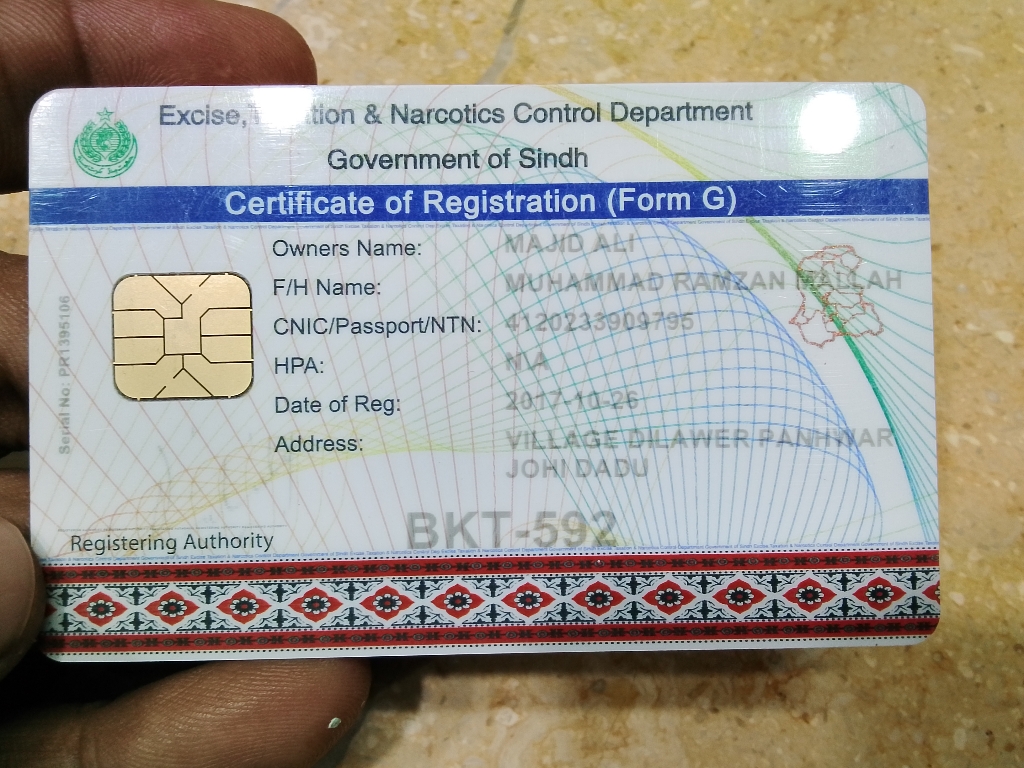 Excise, & Narcotics Control Department
Government of Sindh
Certificate of Registration (Form G)
Owners Name: MAJID ALI
F/H Name: MUHAMMAD RAMZAN MALLAH
CNIC/Passport/NTN: 4120233909795
HPA: N.A
Date of Reg: 2017-10-26
Address: VILLAGE DILAWER PANHWAR
JOHI DADU
Serial No: PR1395106
BKT-592
Registering Authority